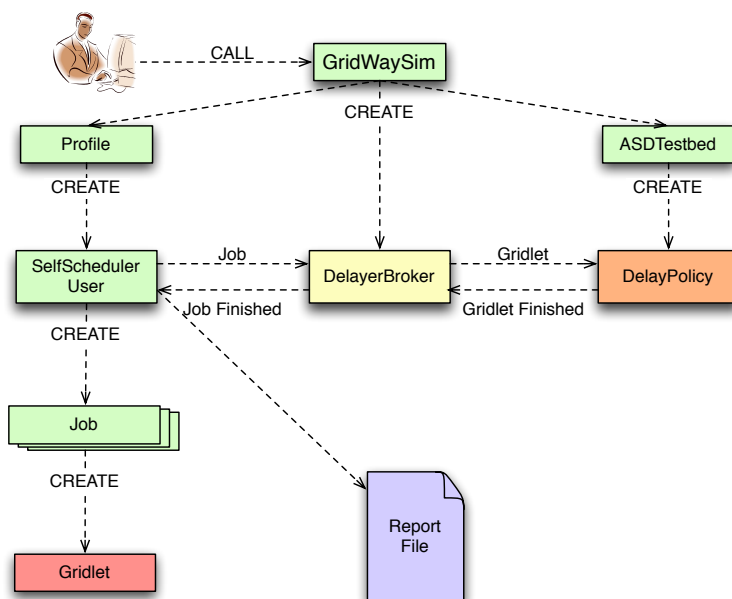 CALL
GridWaySim
CREATE
Profile
ASDTestbed
CREATE
CREATE
SelfScheduler
User
Job
DelayerBroker
Gridlet
DelayPolicy
Job Finished
Gridlet Finished
CREATE
Job
CREATE
Report
File
Gridlet